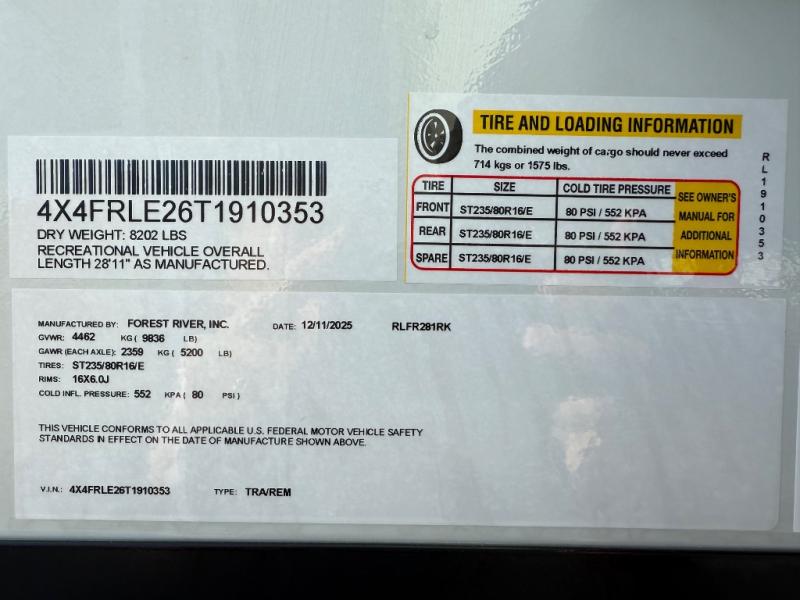 4X4FRLE26T1910353
DRY WEIGHT: 8202 LBS
RECREATIONAL VEHICLE OVERALL
LENGTH 28'11" AS MANUFACTURED.
TIRE AND LOADING INFORMATION
The combined weight of cargo should never exceed
714 kgs or 1575 lbs.
TIRE SIZE COLD TIRE PRESSURE
FRONT ST235/80R16/E 80 PSI / 552 KPA
REAR ST235/80R16/E 80 PSI / 552 KPA
SPARE ST235/80R16/E 80 PSI / 552 KPA
SEE OWNER'S
MANUAL FOR
ADDITIONAL
INFORMATION
RL1910353
MANUFACTURED BY: FOREST RIVER, INC. DATE: 12/11/2025 RLFR281RK
GVWR: 4462 KG ( 9836 LB)
GAWR (EACH AXLE): 2359 KG ( 5200 LB)
TIRES: ST235/80R16/E
RIMS: 16X6.0J
COLD INFL. PRESSURE: 552 KPA ( 80 PSI )
THIS VEHICLE CONFORMS TO ALL APPLICABLE U.S. FEDERAL MOTOR VEHICLE SAFETY
STANDARDS IN EFFECT ON THE DATE OF MANUFACTURE SHOWN ABOVE.
V.I.N.: 4X4FRLE26T1910353 TYPE: TRA/REM